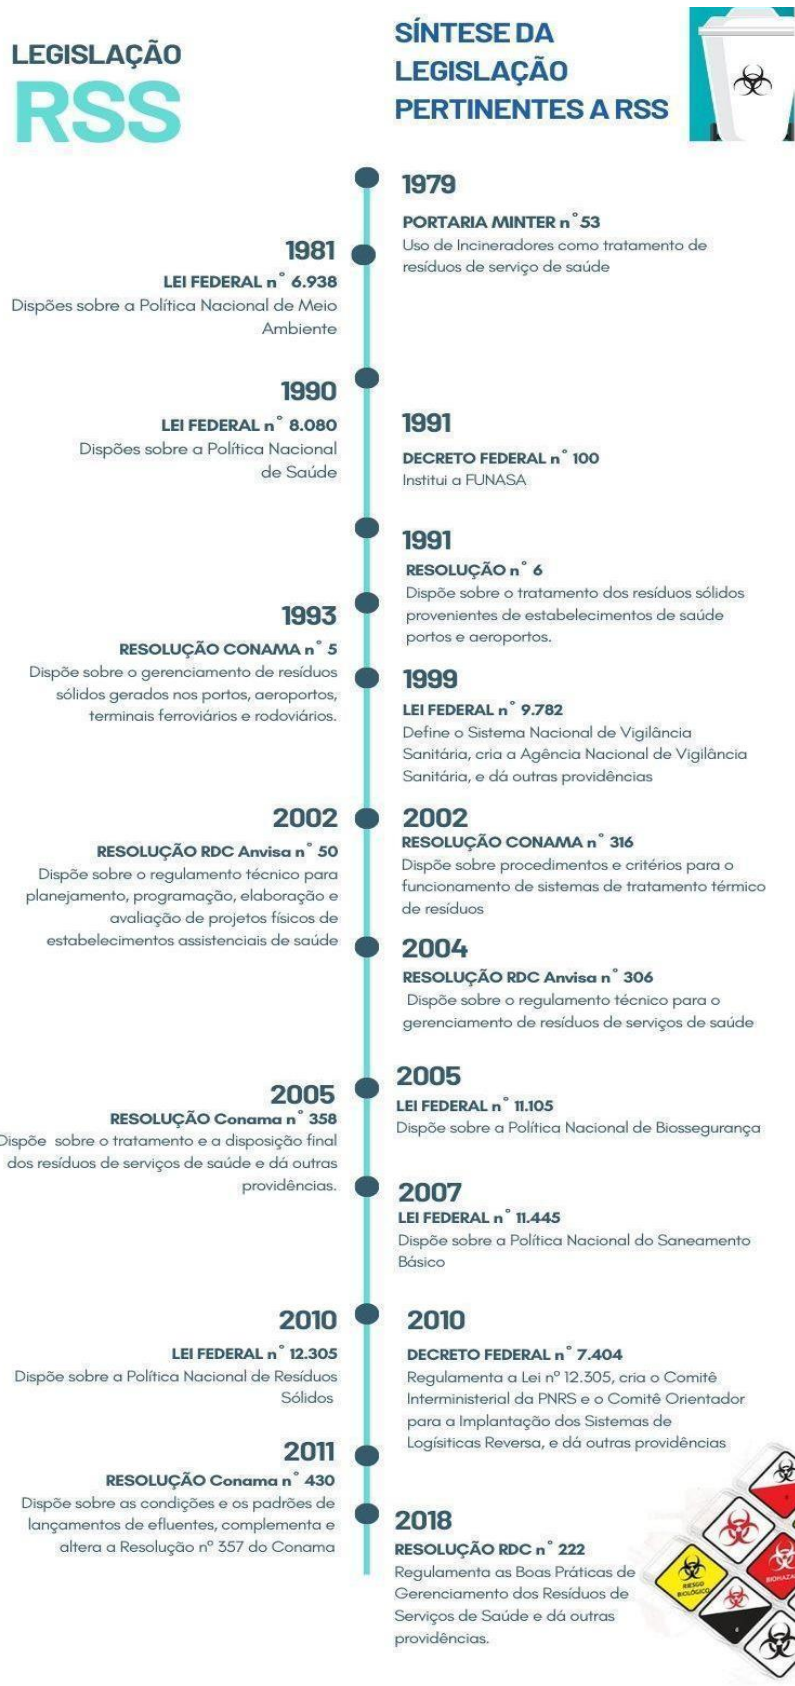 LEGISLAÇÃO
RSS
SÍNTESE DA
LEGISLAÇÃO
PERTINENTES A RSS
1979
PORTARIA MINTER n°53
Uso de Incineradores como tratamento de
resíduos de serviço de saúde
1981
LEI FEDERAL n° 6.938
Dispões sobre a Política Nacional de Meio
Ambiente
1990
LEI FEDERAL n° 8.080
Dispões sobre a Política Nacional
de Saúde
1991
DECRETO FEDERAL n° 100
Institui a FUNASA
1991
RESOLUÇÃO n° 6
Dispõe sobre o tratamento dos resíduos sólidos
provenientes de estabelecimentos de saúde
portos e aeroportos.
1993
RESOLUÇÃO CONAMA n° 5
Dispõe sobre o gerenciamento de resíduos
sólidos gerados nos portos, aeroportos,
terminais ferroviários e rodoviários.
1999
LEI FEDERAL n° 9.782
Define o Sistema Nacional de Vigilância
Sanitária, cria a Agência Nacional de Vigilância
Sanitária, e dá outras providências
2002
RESOLUÇÃO RDC Anvisa n° 50
Dispõe sobre o regulamento técnico para
planejamento, programação, elaboração e
avaliação de projetos físicos de
estabelecimentos assistenciais de saúde
2002
RESOLUÇÃO CONAMA n° 316
Dispõe sobre procedimentos e critérios para o
funcionamento de sistemas de tratamento térmico
de resíduos
2004
RESOLUÇÃO RDC Anvisa n° 306
Dispõe sobre o regulamento técnico para o
gerenciamento de resíduos de serviços de saúde
2005
RESOLUÇÃO Conama n° 358
Dispõe sobre o tratamento e a disposição final
dos resíduos de serviços de saúde e dá outras
providências.
2005
LEI FEDERAL n° 11.105
Dispõe sobre a Política Nacional de Biossegurança
2007
LEI FEDERAL n° 11.445
Dispõe sobre a Política Nacional do Saneamento
Básico
2010
LEI FEDERAL n° 12.305
Dispõe sobre a Política Nacional de Resíduos
Sólidos
2010
DECRETO FEDERAL n° 7.404
Regulamenta a Lei nº 12.305, cria o Comitê
Interministerial da PNRS e o Comitê Orientador
para a Implantação dos Sistemas de
Logísiticas Reversa, e dá outras providências
2011
RESOLUÇÃO Conama n° 430
Dispõe sobre as condições e os padrões de
lançamentos de efluentes, complementa e
altera a Resolução nº 357 do Conama
2018
RESOLUÇÃO RDC n° 222
Regulamenta as Boas Práticas de
Gerenciamento dos Resíduos de
Serviços de Saúde e dá outras
providências.
RIESGO
BIOLÓGICO